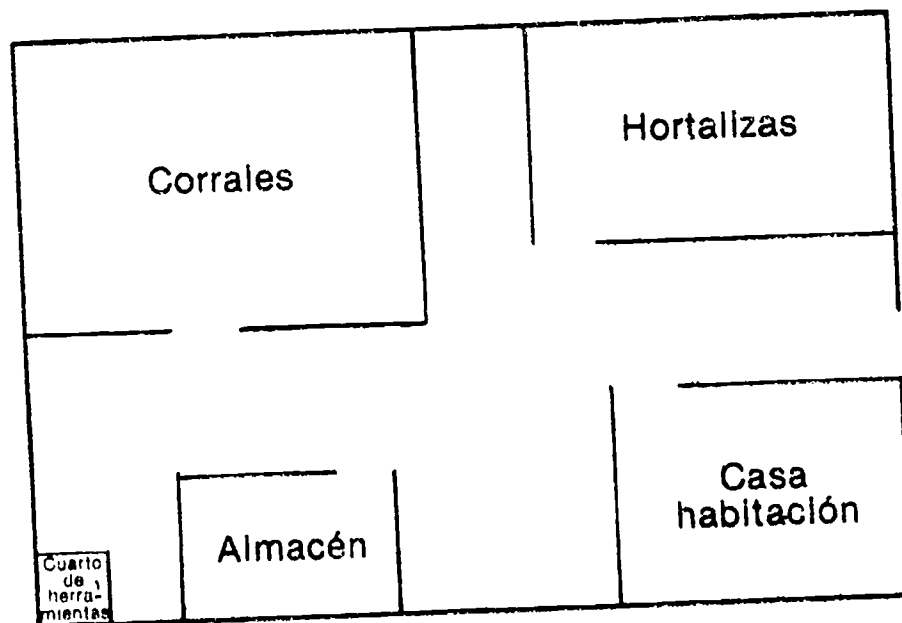 Corrales
Hortalizas
Casa
habitación
Almacén
Cuarto
de
herra-
mientas